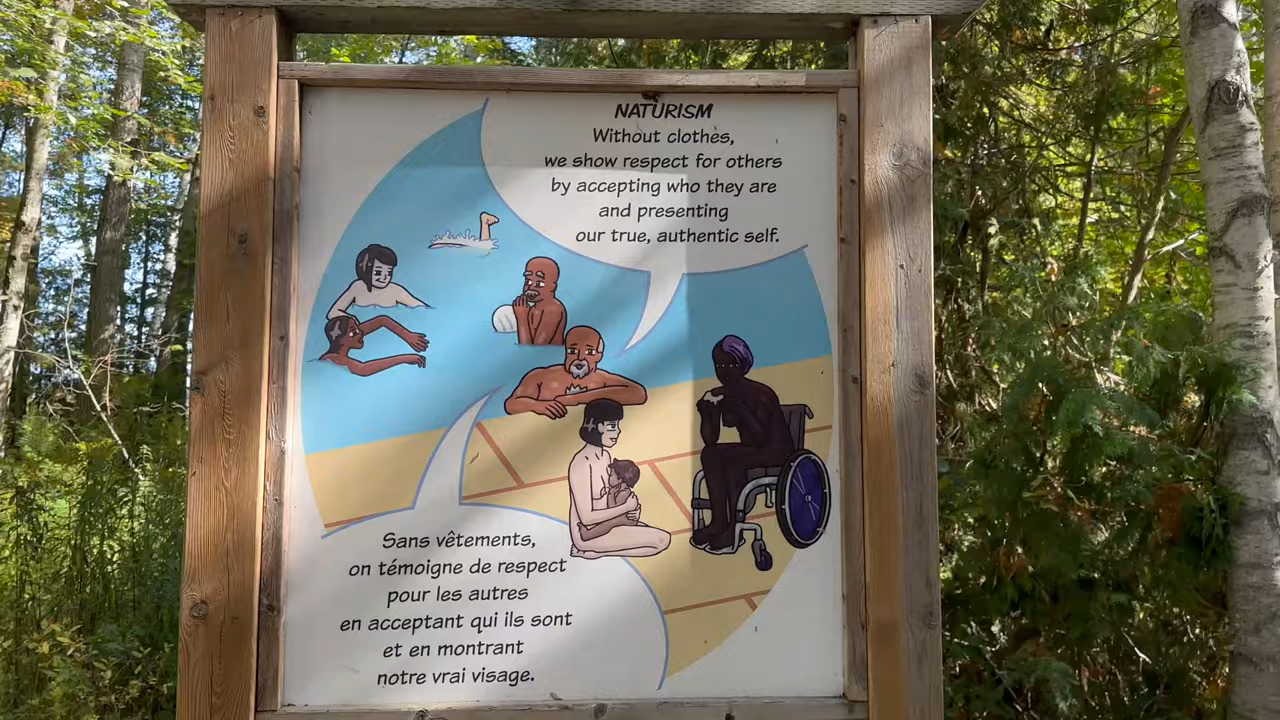 NATURISM
Without clothes,
we show respect for others
by accepting who they are
and presenting
our true, authentic self.
Sans vêtements,
on témoigne de respect
pour les autres
en acceptant qui ils sont
et en montrant
notre vrai visage.